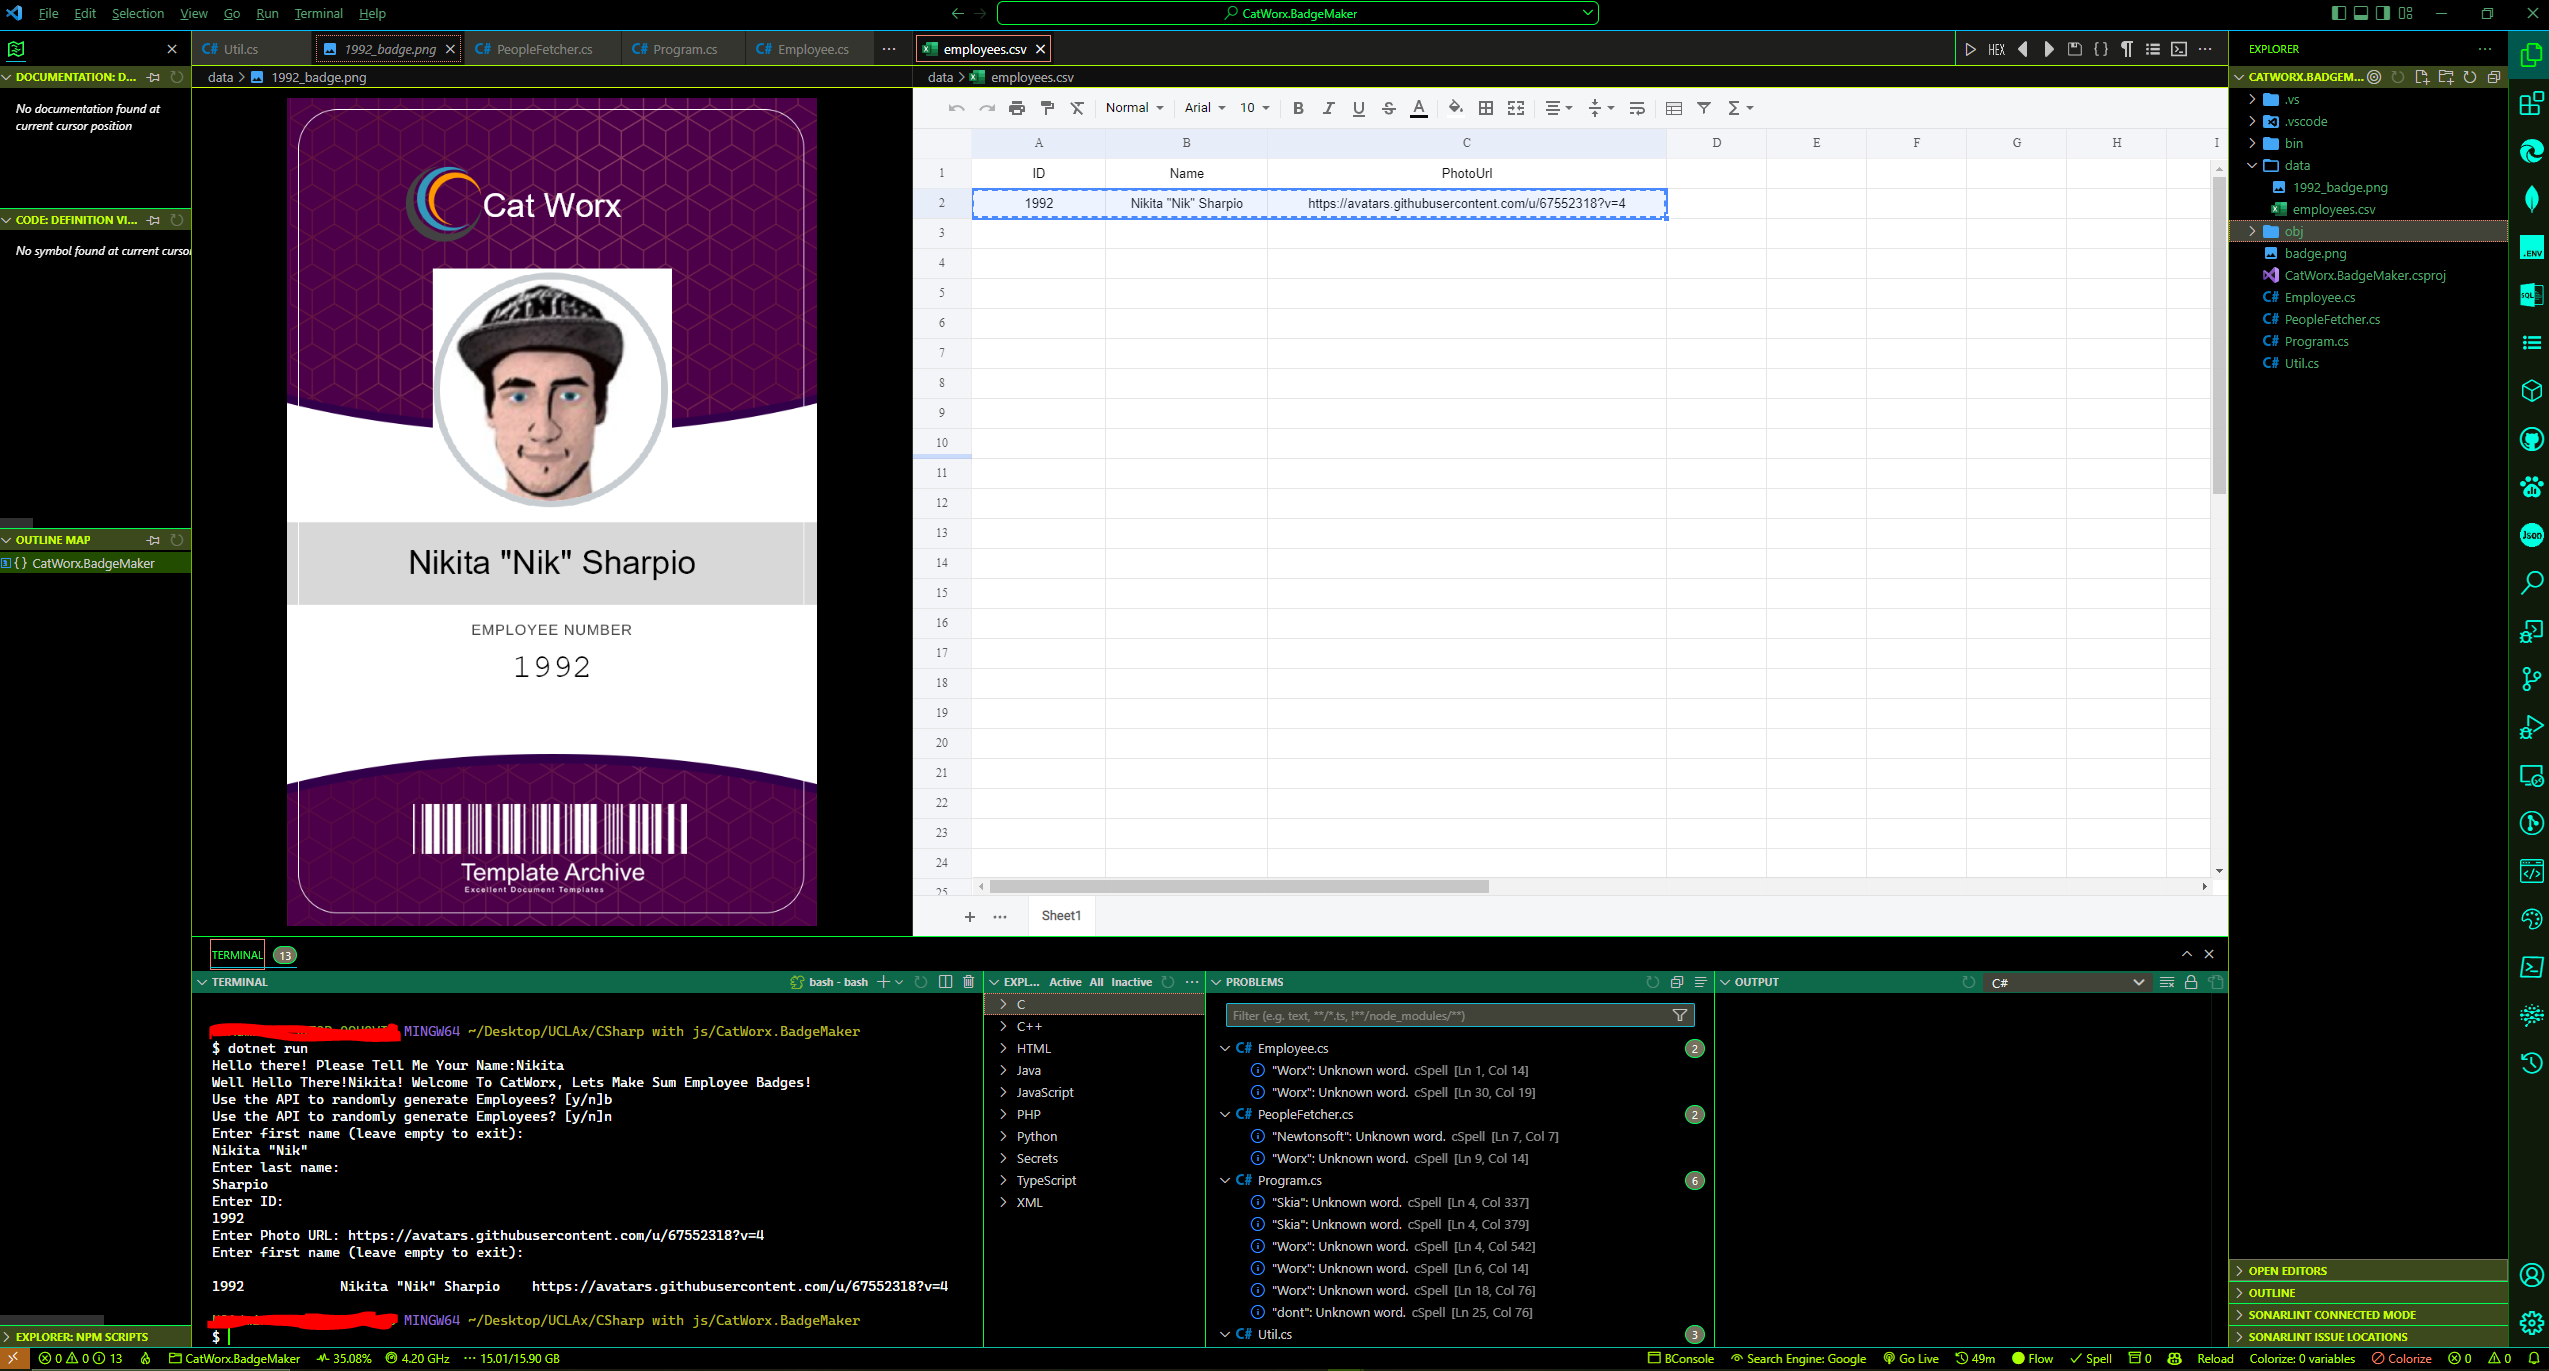 File Edit Selection View Go Run Terminal Help
CatWorx.BadgeMaker
DOCUMENTATION: D...
No documentation found at
current cursor position
CODE: DEFINITION VI...
No symbol found at current cursor
OUTLINE MAP
{ } CatWorx.BadgeMaker
EXPLORER: NPM SCRIPTS
C# Util.cs
1992_badge.png
C# PeopleFetcher.cs
C# Program.cs
C# Employee.cs
data > 1992_badge.png
Cat Worx
Nikita "Nik" Sharpio
EMPLOYEE NUMBER
1992
Template Archive
Excellent Document Templates
employees.csv
HEX
data > employees.csv
Normal Arial 10 B I U S A
A B C D E F G H I
1 ID Name PhotoUrl
2 1992 Nikita "Nik" Sharpio https://avatars.githubusercontent.com/u/67552318?v=4
3
4
5
6
7
8
9
10
11
12
13
14
15
16
17
18
19
20
21
22
23
24
25
Sheet1
TERMINAL 13
TERMINAL
bash - bash
MINGW64 ~/Desktop/UCLAx/CSharp with js/CatWorx.BadgeMaker
$ dotnet run
Hello there! Please Tell Me Your Name:Nikita
Well Hello There!Nikita! Welcome To CatWorx, Lets Make Sum Employee Badges!
Use the API to randomly generate Employees? [y/n]b
Use the API to randomly generate Employees? [y/n]n
Enter first name (leave empty to exit):
Nikita "Nik"
Enter last name:
Sharpio
Enter ID:
1992
Enter Photo URL: https://avatars.githubusercontent.com/u/67552318?v=4
Enter first name (leave empty to exit):
1992 Nikita "Nik" Sharpio https://avatars.githubusercontent.com/u/67552318?v=4
MINGW64 ~/Desktop/UCLAx/CSharp with js/CatWorx.BadgeMaker
$
EXPL... Active All Inactive
C
C++
HTML
Java
JavaScript
PHP
Python
Secrets
TypeScript
XML
PROBLEMS
Filter (e.g. text, **/*.ts, !**/node_modules/**)
C# Employee.cs 2
"Worx": Unknown word. cSpell [Ln 1, Col 14]
"Worx": Unknown word. cSpell [Ln 30, Col 19]
C# PeopleFetcher.cs 2
"Newtonsoft": Unknown word. cSpell [Ln 7, Col 7]
"Worx": Unknown word. cSpell [Ln 9, Col 14]
C# Program.cs 6
"Skia": Unknown word. cSpell [Ln 4, Col 337]
"Skia": Unknown word. cSpell [Ln 4, Col 379]
"Worx": Unknown word. cSpell [Ln 4, Col 542]
"Worx": Unknown word. cSpell [Ln 6, Col 14]
"Worx": Unknown word. cSpell [Ln 18, Col 76]
"dont": Unknown word. cSpell [Ln 25, Col 76]
C# Util.cs 3
OUTPUT
C#
EXPLORER
CATWORX.BADGEM...
.vs
.vscode
bin
data
1992_badge.png
employees.csv
obj
badge.png
CatWorx.BadgeMaker.csproj
C# Employee.cs
C# PeopleFetcher.cs
C# Program.cs
C# Util.cs
OPEN EDITORS
OUTLINE
SONARLINT CONNECTED MODE
SONARLINT ISSUE LOCATIONS
.ENV
SQL
Json
0 0 13 CatWorx.BadgeMaker 35.08% 4.20 GHz 15.01/15.90 GB
BConsole Search Engine: Google Go Live 49m Flow Spell 0 Reload Colorize: 0 variables Colorize 0 0